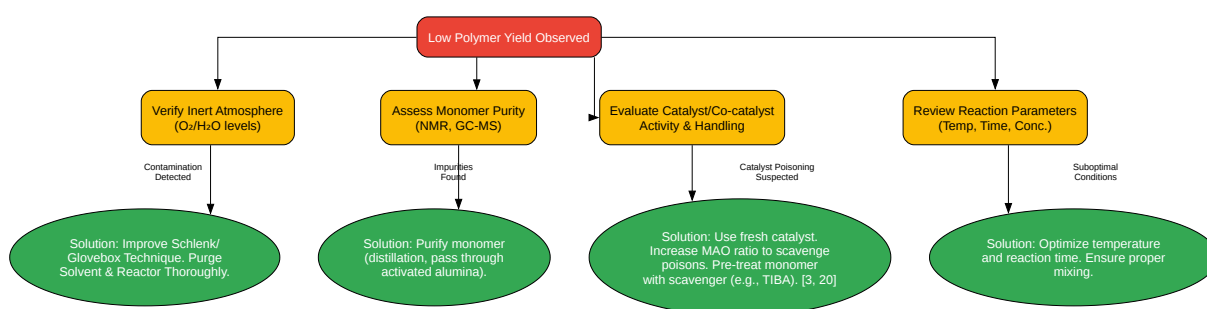 Low Polymer Yield Observed
Verify Inert Atmosphere
(O₂/H₂O levels)
Assess Monomer Purity
(NMR, GC-MS)
Evaluate Catalyst/Co-catalyst
Activity & Handling
Review Reaction Parameters
(Temp, Time, Conc.)
Contamination
Detected
Impurities
Found
Catalyst Poisoning
Suspected
Suboptimal
Conditions
Solution: Improve Schlenk/
Glovebox Technique. Purge
Solvent & Reactor Thoroughly.
Solution: Purify monomer
(distillation, pass through
activated alumina).
Solution: Use fresh catalyst.
Increase MAO ratio to scavenge
poisons. Pre-treat monomer
with scavenger (e.g., TIBA). [3, 20]
Solution: Optimize temperature
and reaction time. Ensure proper
mixing.